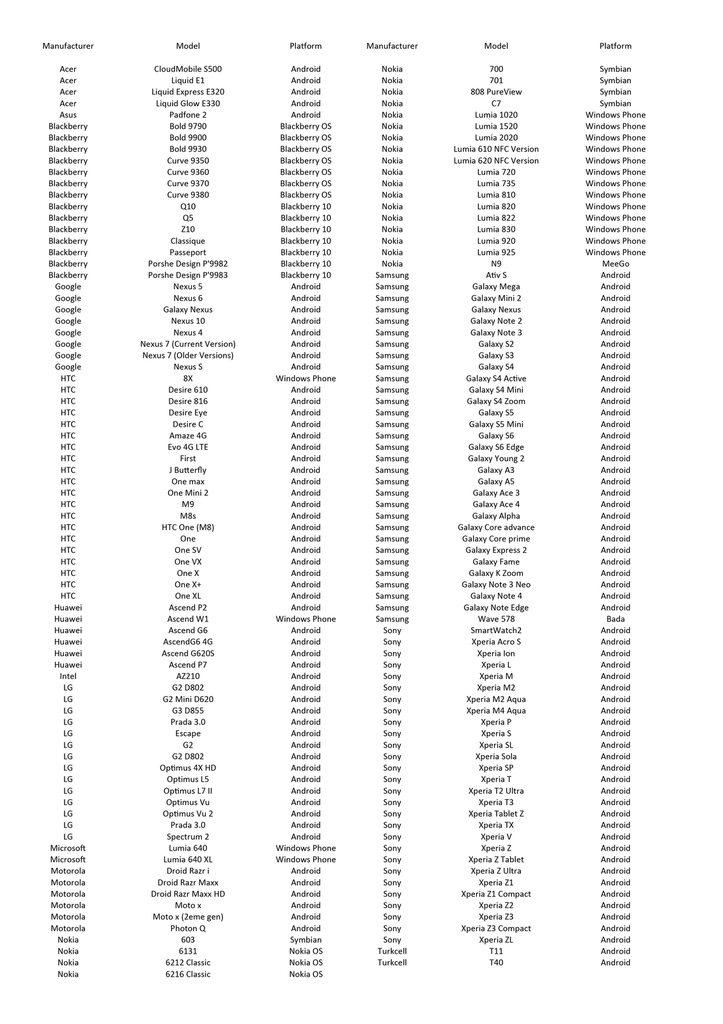 Manufacturer Model Platform Manufacturer Model Platform
Acer CloudMobile S500 Android Nokia 700 Symbian
Acer Liquid E1 Android Nokia 701 Symbian
Acer Liquid Express E320 Android Nokia 808 PureView Symbian
Acer Liquid Glow E330 Android Nokia C7 Symbian
Asus Padfone 2 Android Nokia Lumia 1020 Windows Phone
Blackberry Bold 9790 Blackberry OS Nokia Lumia 1520 Windows Phone
Blackberry Bold 9900 Blackberry OS Nokia Lumia 2020 Windows Phone
Blackberry Bold 9930 Blackberry OS Nokia Lumia 610 NFC Version Windows Phone
Blackberry Curve 9350 Blackberry OS Nokia Lumia 620 NFC Version Windows Phone
Blackberry Curve 9360 Blackberry OS Nokia Lumia 720 Windows Phone
Blackberry Curve 9370 Blackberry OS Nokia Lumia 735 Windows Phone
Blackberry Curve 9380 Blackberry OS Nokia Lumia 810 Windows Phone
Blackberry Q10 Blackberry 10 Nokia Lumia 820 Windows Phone
Blackberry Q5 Blackberry 10 Nokia Lumia 822 Windows Phone
Blackberry Z10 Blackberry 10 Nokia Lumia 830 Windows Phone
Blackberry Classique Blackberry 10 Nokia Lumia 920 Windows Phone
Blackberry Passeport Blackberry 10 Nokia Lumia 925 Windows Phone
Blackberry Porshe Design P'9982 Blackberry 10 Nokia N9 MeeGo
Blackberry Porshe Design P'9983 Blackberry 10 Samsung Ativ S Android
Google Nexus 5 Android Samsung Galaxy Mega Android
Google Nexus 6 Android Samsung Galaxy Mini 2 Android
Google Galaxy Nexus Android Samsung Galaxy Nexus Android
Google Nexus 10 Android Samsung Galaxy Note 2 Android
Google Nexus 4 Android Samsung Galaxy Note 3 Android
Google Nexus 7 (Current Version) Android Samsung Galaxy S2 Android
Google Nexus 7 (Older Versions) Android Samsung Galaxy S3 Android
Google Nexus S Android Samsung Galaxy S4 Android
HTC 8X Windows Phone Samsung Galaxy S4 Active Android
HTC Desire 610 Android Samsung Galaxy S4 Mini Android
HTC Desire 816 Android Samsung Galaxy S4 Zoom Android
HTC Desire Eye Android Samsung Galaxy S5 Android
HTC Desire C Android Samsung Galaxy S5 Mini Android
HTC Amaze 4G Android Samsung Galaxy S6 Android
HTC Evo 4G LTE Android Samsung Galaxy S6 Edge Android
HTC First Android Samsung Galaxy Young 2 Android
HTC J Butterfly Android Samsung Galaxy A3 Android
HTC One max Android Samsung Galaxy A5 Android
HTC One Mini 2 Android Samsung Galaxy Ace 3 Android
HTC M9 Android Samsung Galaxy Ace 4 Android
HTC M8s Android Samsung Galaxy Alpha Android
HTC HTC One (M8) Android Samsung Galaxy Core advance Android
HTC One Android Samsung Galaxy Core prime Android
HTC One SV Android Samsung Galaxy Express 2 Android
HTC One VX Android Samsung Galaxy Fame Android
HTC One X Android Samsung Galaxy K Zoom Android
HTC One X+ Android Samsung Galaxy Note 3 Neo Android
HTC One XL Android Samsung Galaxy Note 4 Android
Huawei Ascend P2 Android Samsung Galaxy Note Edge Android
Huawei Ascend W1 Windows Phone Samsung Wave 578 Bada
Huawei Ascend G6 Android Sony SmartWatch2 Android
Huawei AscendG6 4G Android Sony Xperia Acro S Android
Huawei Ascend G620S Android Sony Xperia Ion Android
Huawei Ascend P7 Android Sony Xperia L Android
Intel AZ210 Android Sony Xperia M Android
LG G2 D802 Android Sony Xperia M2 Android
LG G2 Mini D620 Android Sony Xperia M2 Aqua Android
LG G3 D855 Android Sony Xperia M4 Aqua Android
LG Prada 3.0 Android Sony Xperia P Android
LG Escape Android Sony Xperia S Android
LG G2 Android Sony Xperia SL Android
LG G2 D802 Android Sony Xperia Sola Android
LG Optimus 4X HD Android Sony Xperia SP Android
LG Optimus L5 Android Sony Xperia T Android
LG Optimus L7 II Android Sony Xperia T2 Ultra Android
LG Optimus Vu Android Sony Xperia T3 Android
LG Optimus Vu 2 Android Sony Xperia Tablet Z Android
LG Prada 3.0 Android Sony Xperia TX Android
LG Spectrum 2 Android Sony Xperia V Android
Microsoft Lumia 640 Windows Phone Sony Xperia Z Android
Microsoft Lumia 640 XL Windows Phone Sony Xperia Z Tablet Android
Motorola Droid Razr i Android Sony Xperia Z Ultra Android
Motorola Droid Razr Maxx Android Sony Xperia Z1 Android
Motorola Droid Razr Maxx HD Android Sony Xperia Z1 Compact Android
Motorola Moto x Android Sony Xperia Z2 Android
Motorola Moto x (2eme gen) Android Sony Xperia Z3 Android
Motorola Photon Q Android Sony Xperia Z3 Compact Android
Nokia 603 Symbian Sony Xperia ZL Android
Nokia 6131 Nokia OS Turkcell T11 Android
Nokia 6212 Classic Nokia OS Turkcell T40 Android
Nokia 6216 Classic Nokia OS